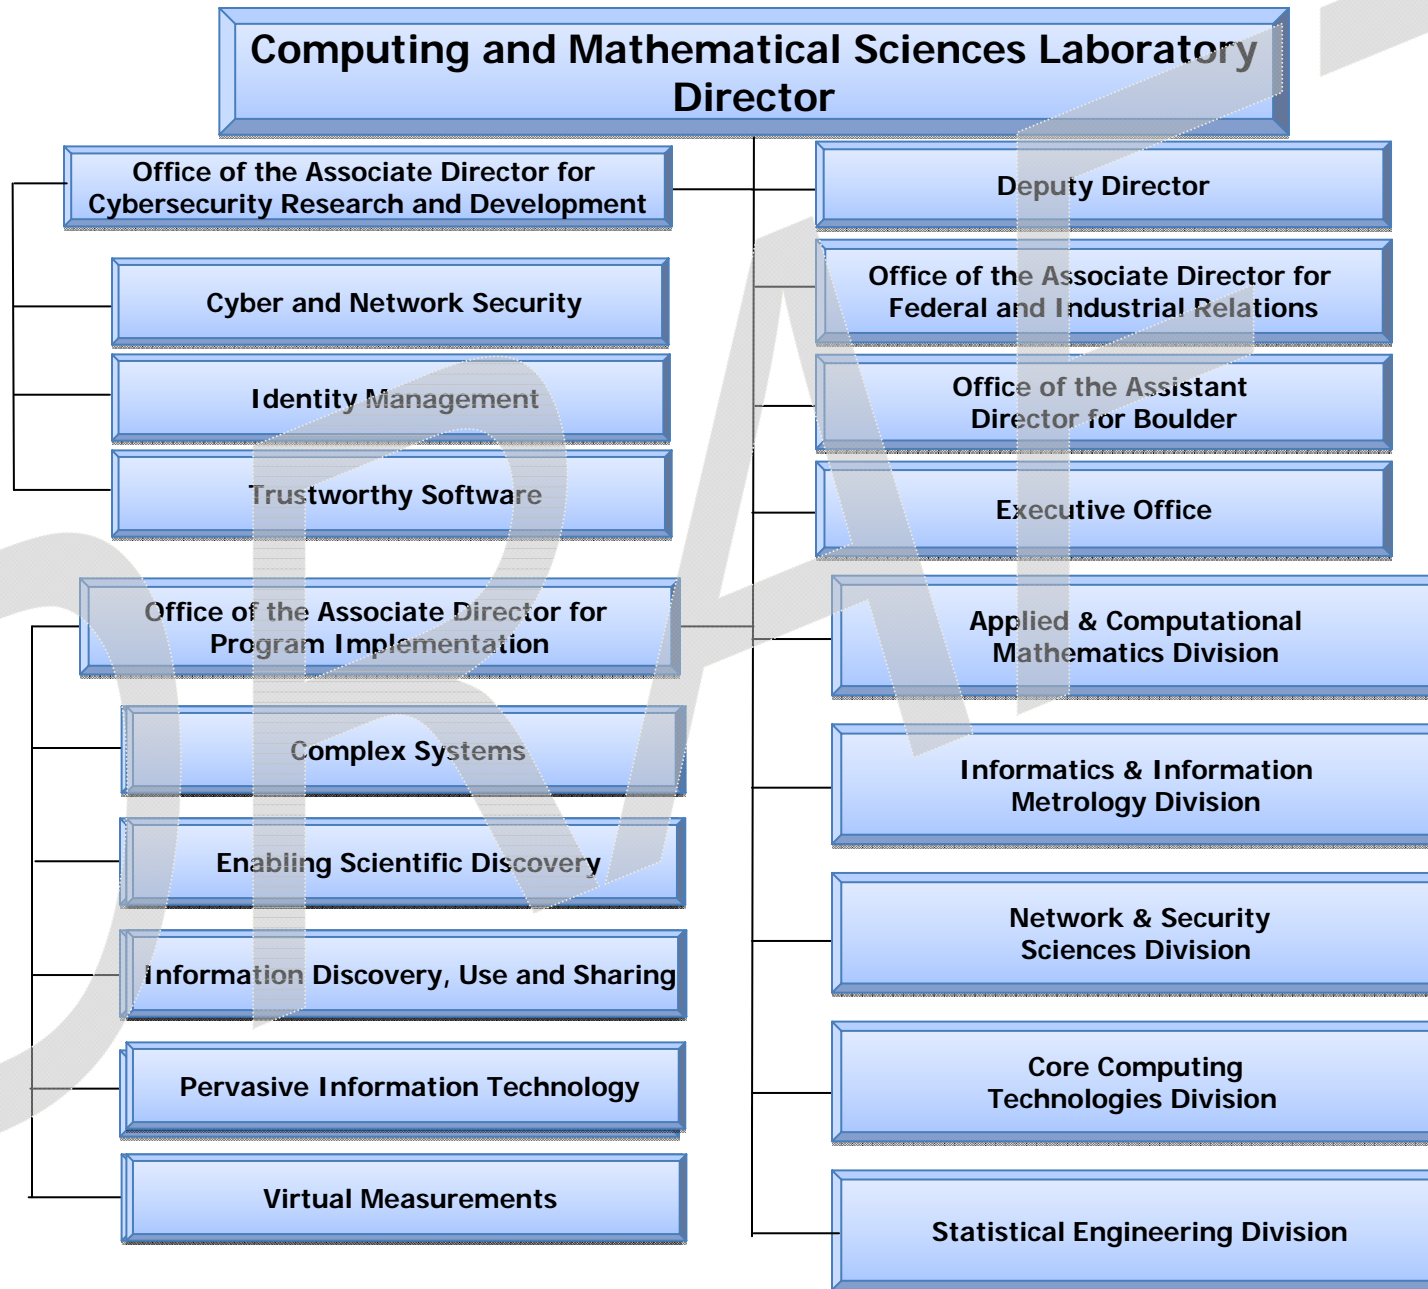 Computing and Mathematical Sciences Laboratory
Director
Office of the Associate Director for
Cybersecurity Research and Development
Cyber and Network Security
Identity Management
Trustworthy Software
Office of the Associate Director for
Program Implementation
Complex Systems
Enabling Scientific Discovery
Information Discovery, Use and Sharing
Pervasive Information Technology
Virtual Measurements
Deputy Director
Office of the Associate Director for
Federal and Industrial Relations
Office of the Assistant
Director for Boulder
Executive Office
Applied & Computational
Mathematics Division
Informatics & Information
Metrology Division
Network & Security
Sciences Division
Core Computing
Technologies Division
Statistical Engineering Division
DRAFT